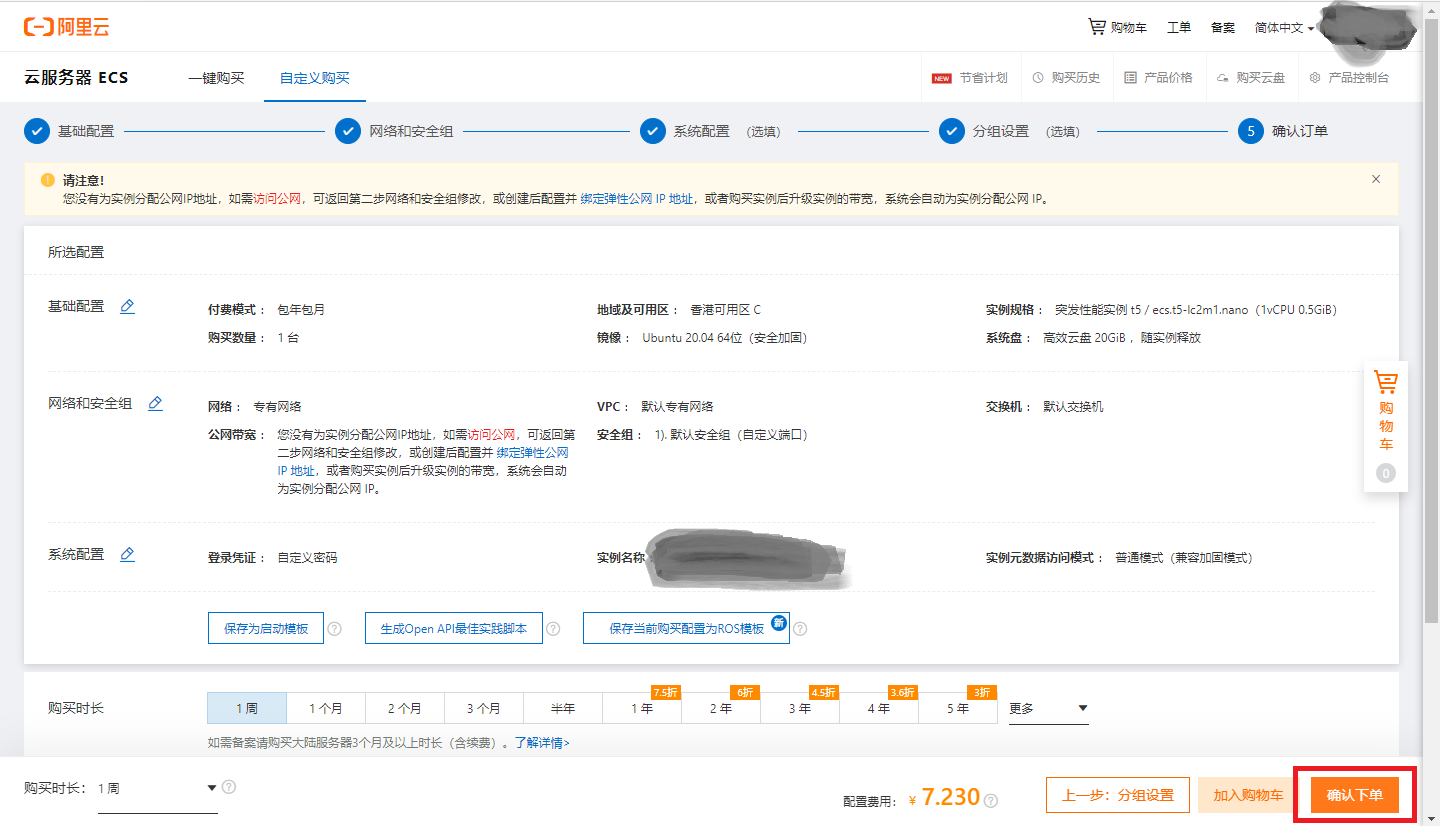 阿里云
购物车 工单 备案 简体中文
云服务器 ECS 一键购买 自定义购买 NEW 节省计划 购买历史 产品价格 购买云盘 产品控制台
基础配置 网络和安全组 系统配置 (选填) 分组设置 (选填) 5 确认订单
请注意!
您没有为实例分配公网IP地址，如需访问公网，可返回第二步网络和安全组修改，或创建后配置并 绑定弹性公网 IP 地址，或者购买实例后升级实例的带宽，系统会自动为实例分配公网 IP。
所选配置
基础配置 付费模式： 包年包月 地域及可用区： 香港可用区 C 实例规格： 突发性能实例 t5 / ecs.t5-lc2m1.nano（1vCPU 0.5GiB）
购买数量： 1 台 镜像： Ubuntu 20.04 64位（安全加固） 系统盘： 高效云盘 20GiB ，随实例释放
网络和安全组 网络： 专有网络 VPC： 默认专有网络 交换机： 默认交换机
公网带宽： 您没有为实例分配公网IP地址，如需访问公网，可返回第 安全组： 1). 默认安全组（自定义端口）
二步网络和安全组修改，或创建后配置并 绑定弹性公网
IP 地址，或者购买实例后升级实例的带宽，系统会自动
为实例分配公网 IP。
购
物
车
0
系统配置 登录凭证： 自定义密码 实例名称 实例元数据访问模式： 普通模式（兼容加固模式）
保存为启动模板 ? 生成Open API最佳实践脚本 ? 保存当前购买配置为ROS模板 新 ?
7.5折 6折 4.5折 3.6折 3折
购买时长 1 周 1 个月 2 个月 3 个月 半年 1 年 2 年 3 年 4 年 5 年 更多
如需备案请购买大陆服务器3个月及以上时长（含续费）。了解详情>
购买时长： 1 周 ? 配置费用： ¥ 7.230 ? 上一步：分组设置 加入购物车 确认下单